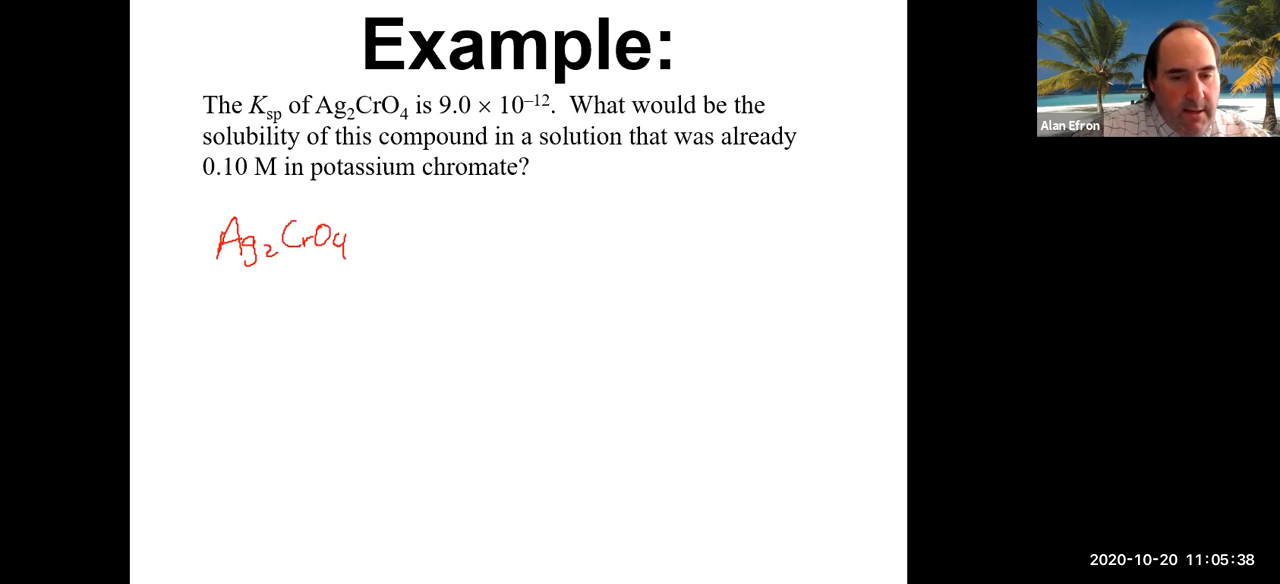 Example:
The Ksp of Ag₂CrO₄ is 9.0 × 10⁻¹². What would be the
solubility of this compound in a solution that was already
0.10 M in potassium chromate?
Ag₂CrO₄
Alan Efron
2020-10-20 11:05:38